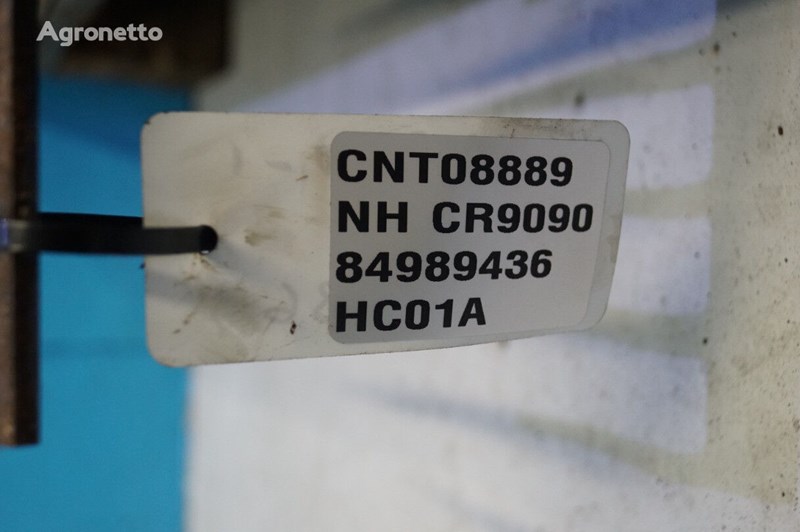 Agronetto
CNT08889
NH CR9090
84989436
HC01A